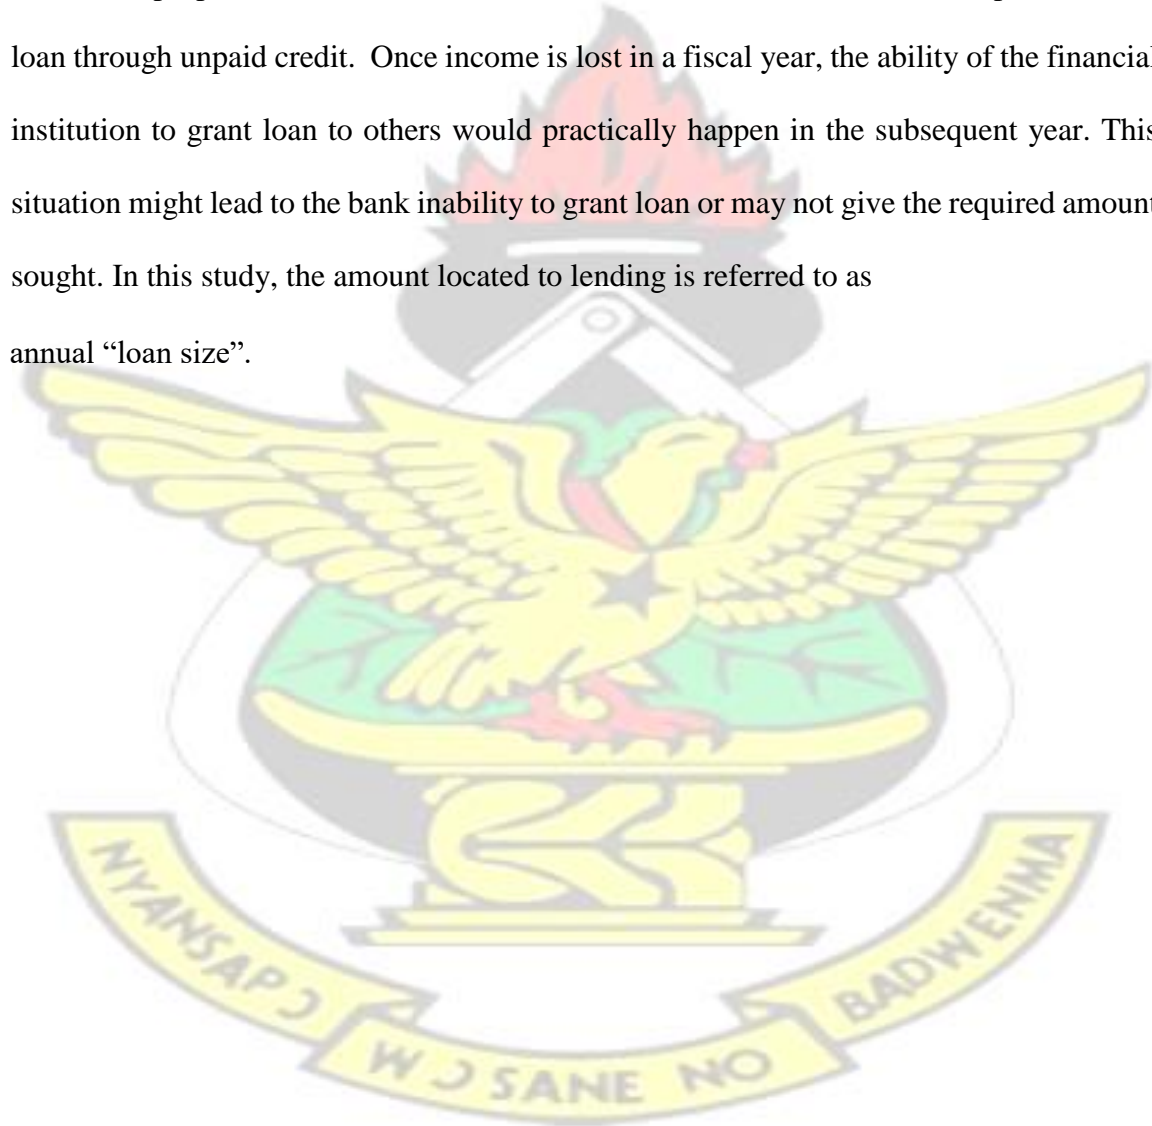 loan through unpaid credit.  Once income is lost in a fiscal year, the ability of the financial
institution to grant loan to others would practically happen in the subsequent year. This
situation might lead to the bank inability to grant loan or may not give the required amount
sought. In this study, the amount located to lending is referred to as
annual “loan size”.
NYANSAPƆ
WƆSANE NO
BADWENMA